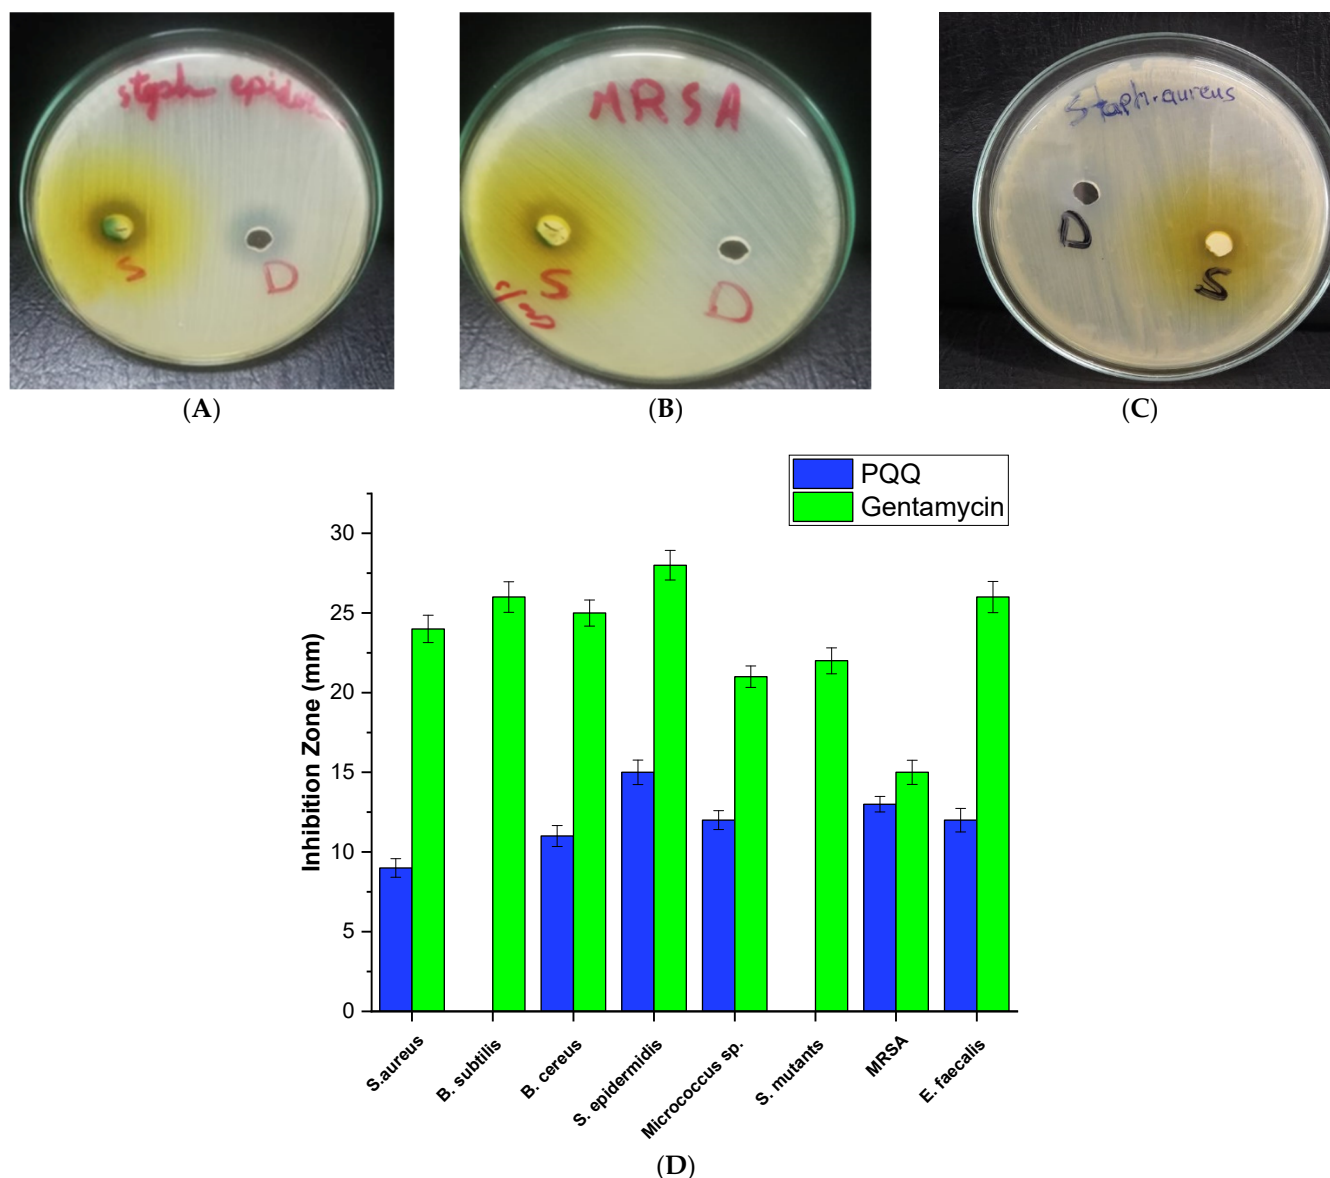 staph epiderm
S
D
(A)
MRSA
S
D
(B)
Staph.aureus
D
S
(C)
PQQ
Gentamycin
Inhibition Zone (mm)
30
25
20
15
10
5
0
S.aureus
B. subtilis
B. cereus
S. epidermidis
Micrococcus sp.
S. mutants
MRSA
E. faecalis
(D)